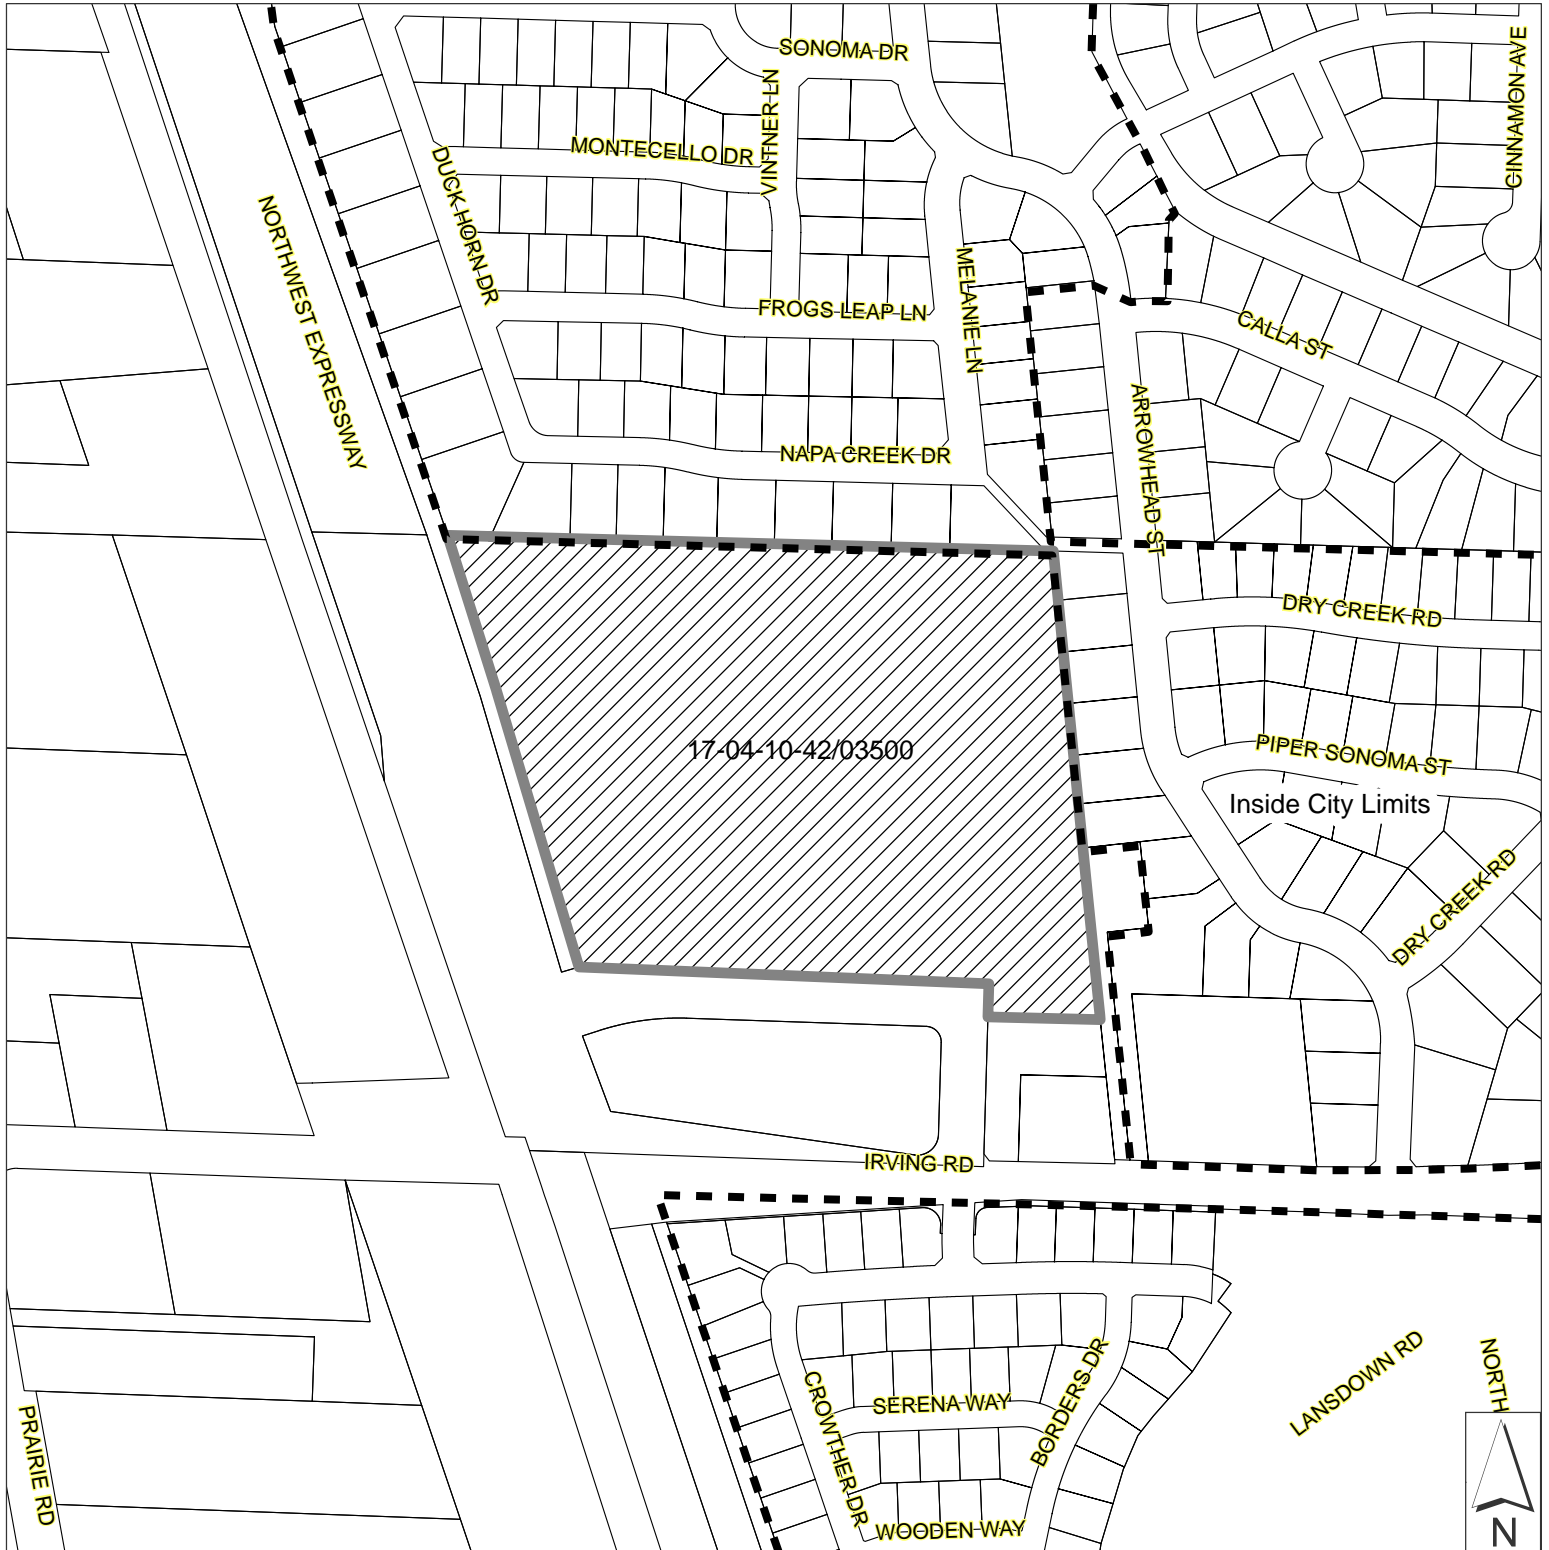 SONOMA DR
CINNAMON AVE
VINTNER LN
MONTECELLO DR
DUCK HORN DR
NORTHWEST EXPRESSWAY
MELANIE LN
FROGS LEAP LN
CALLA ST
ARROWHEAD ST
NAPA CREEK DR
DRY CREEK RD
17-04-10-42/03500
PIPER SONOMA ST
Inside City Limits
DRY CREEK RD
IRVING RD
LANSDOWN RD
NORTH
CROWTHER DR
SERENA WAY
BORDERS DR
PRAIRIE RD
WOODEN WAY
N